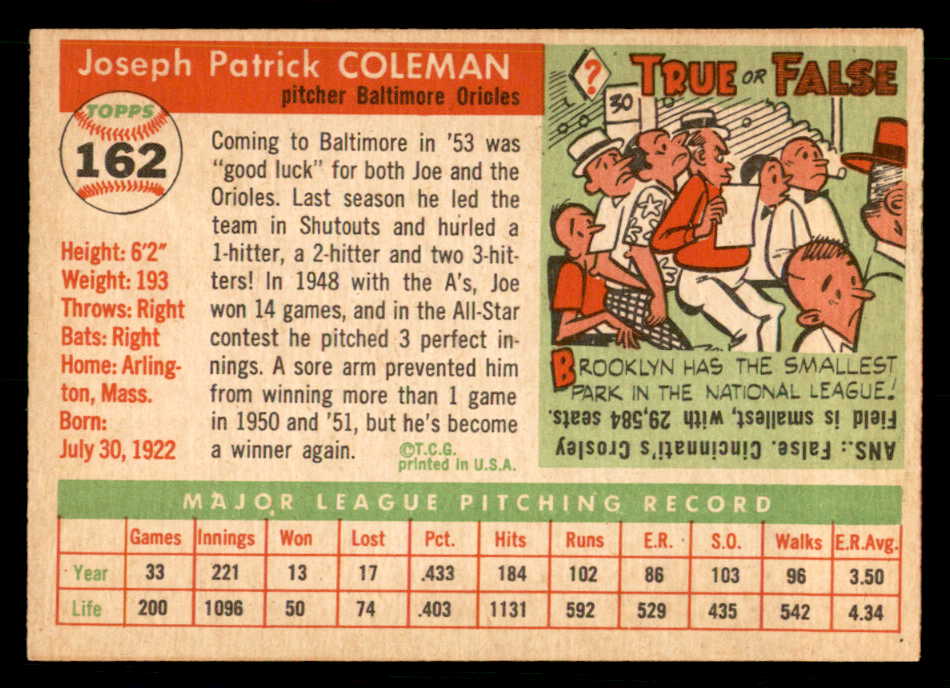 Joseph Patrick COLEMAN
pitcher Baltimore Orioles
TOPPS
162
Height: 6'2"
Weight: 193
Throws: Right
Bats: Right
Home: Arling-
ton, Mass.
Born:
July 30, 1922
Coming to Baltimore in '53 was
"good luck" for both Joe and the
Orioles. Last season he led the
team in Shutouts and hurled a
1-hitter, a 2-hitter and two 3-hit-
ters! In 1948 with the A's, Joe
won 14 games, and in the All-Star
contest he pitched 3 perfect in-
nings. A sore arm prevented him
from winning more than 1 game
in 1950 and '51, but he's become
a winner again.
©T.C.G.
printed in U.S.A.
? TRUE OR FALSE
30
BROOKLYN HAS THE SMALLEST
PARK IN THE NATIONAL LEAGUE!
ANS.: False. Cincinnati's Crosley
Field is smallest, with 29,584 seats.
MAJOR LEAGUE PITCHING RECORD
Games Innings Won Lost Pct. Hits Runs E.R. S.O. Walks E.R.Avg.
Year 33 221 13 17 .433 184 102 86 103 96 3.50
Life 200 1096 50 74 .403 1131 592 529 435 542 4.34